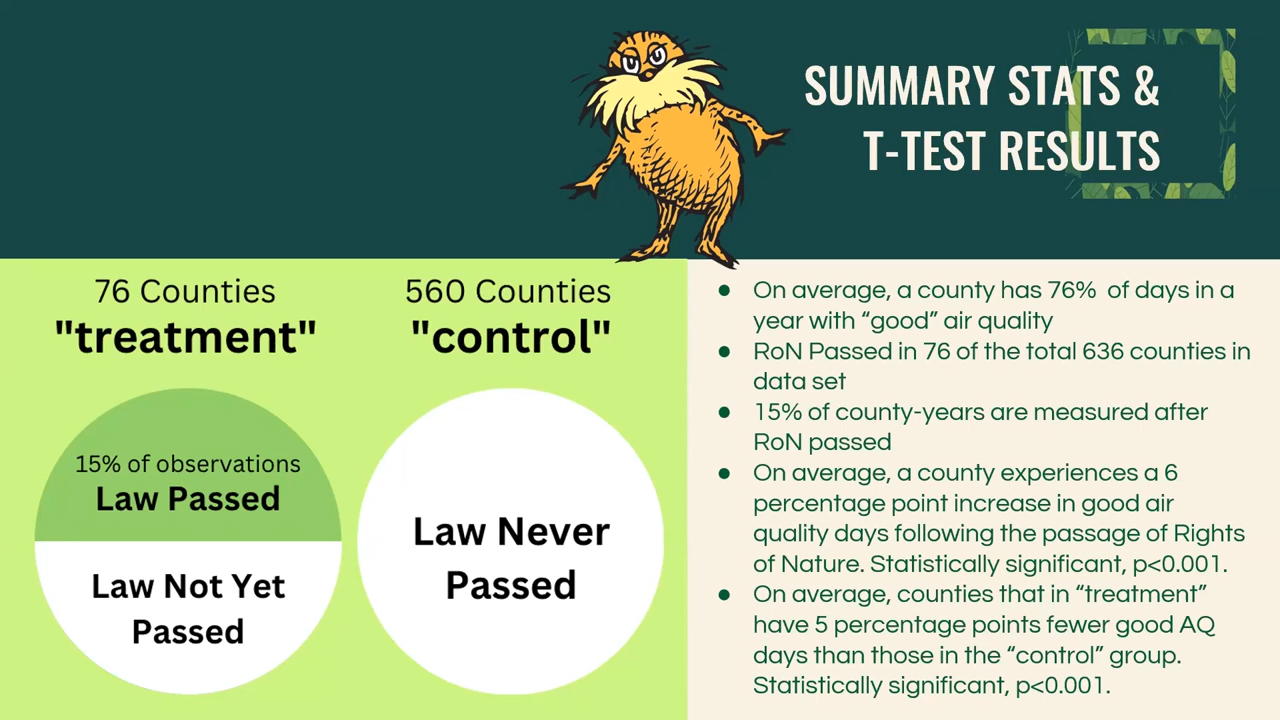 SUMMARY STATS &
T-TEST RESULTS
76 Counties
"treatment"
15% of observations
Law Passed
Law Not Yet
Passed
560 Counties
"control"
Law Never
Passed
● On average, a county has 76% of days in a
year with “good” air quality
● RoN Passed in 76 of the total 636 counties in
data set
● 15% of county-years are measured after
RoN passed
● On average, a county experiences a 6
percentage point increase in good air
quality days following the passage of Rights
of Nature. Statistically significant, p<0.001.
● On average, counties that in “treatment”
have 5 percentage points fewer good AQ
days than those in the “control” group.
Statistically significant, p<0.001.